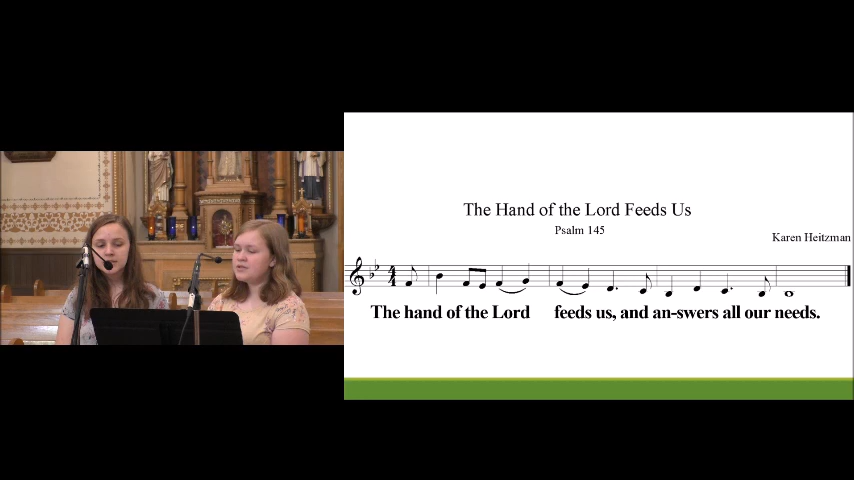 The Hand of the Lord Feeds Us
Psalm 145
Karen Heitzman
The hand of the Lord feeds us, and an-swers all our needs.